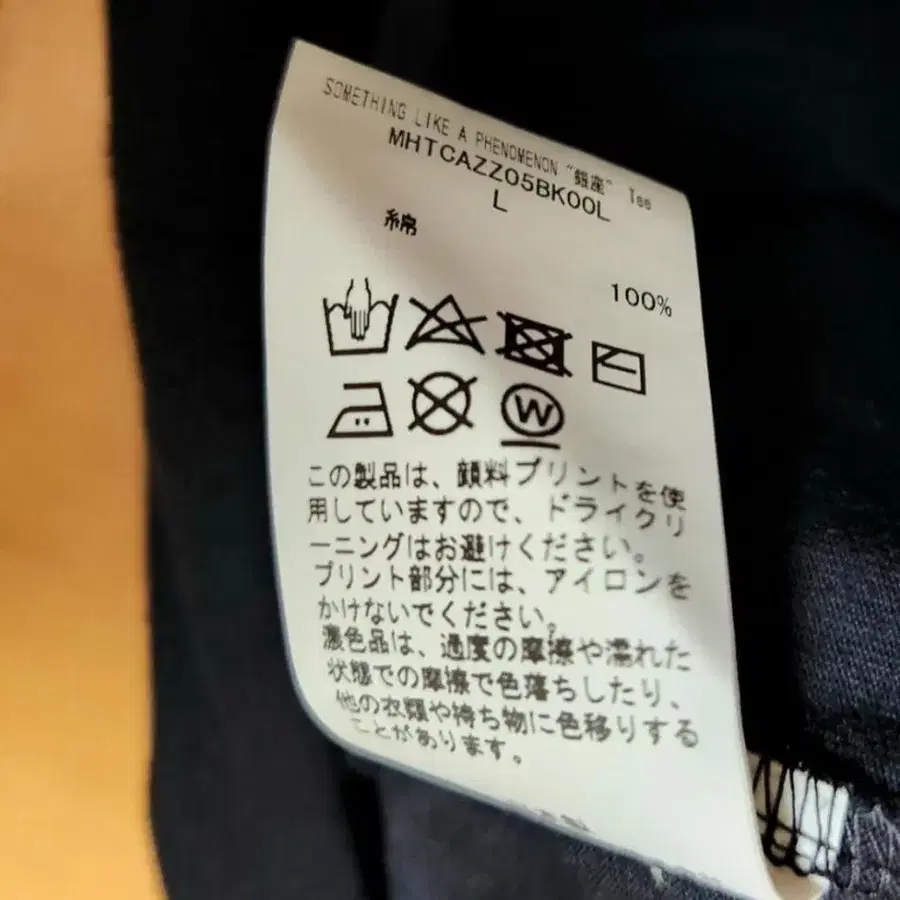 SOMETHING LIKE A PHENOMENON "銀座" Tee
MHTCAZZ05BK00L
L
綿
100%
W
この製品は、顔料プリントを使
用していますので、ドライクリ
ーニングはお避けください。
プリント部分には、アイロンを
かけないでください。
濃色品は、過度の摩擦や濡れた
状態での摩擦で色落ちしたり、
他の衣類や持ち物に色移りする
ことがあります。